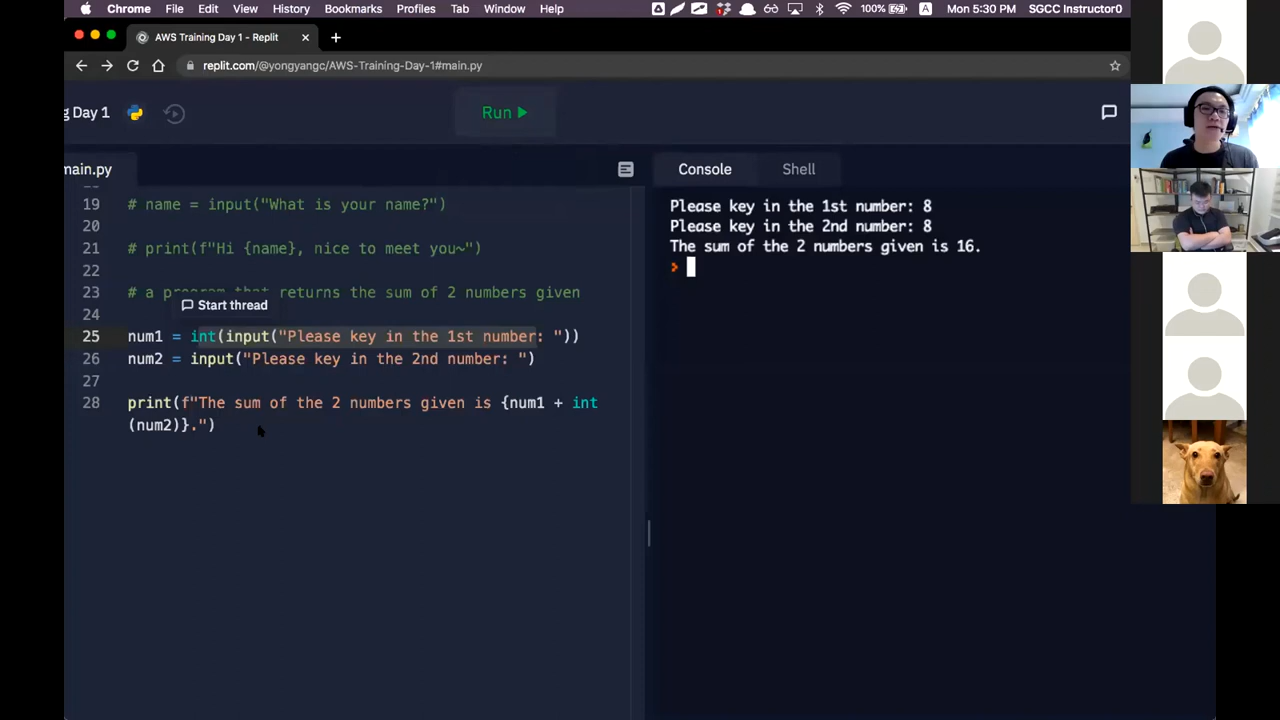 Chrome File Edit View History Bookmarks Profiles Tab Window Help 100% A Mon 5:30 PM SGCC Instructor0
AWS Training Day 1 - Replit
replit.com/@yongyangc/AWS-Training-Day-1#main.py
g Day 1 Run
main.py Console Shell
19 # name = input("What is your name?")
20
21 # print(f"Hi {name}, nice to meet you~")
22
23 # a program that returns the sum of 2 numbers given
Start thread
24
25 num1 = int(input("Please key in the 1st number: "))
26 num2 = input("Please key in the 2nd number: ")
27
28 print(f"The sum of the 2 numbers given is {num1 + int
(num2)}.")
Please key in the 1st number: 8
Please key in the 2nd number: 8
The sum of the 2 numbers given is 16.